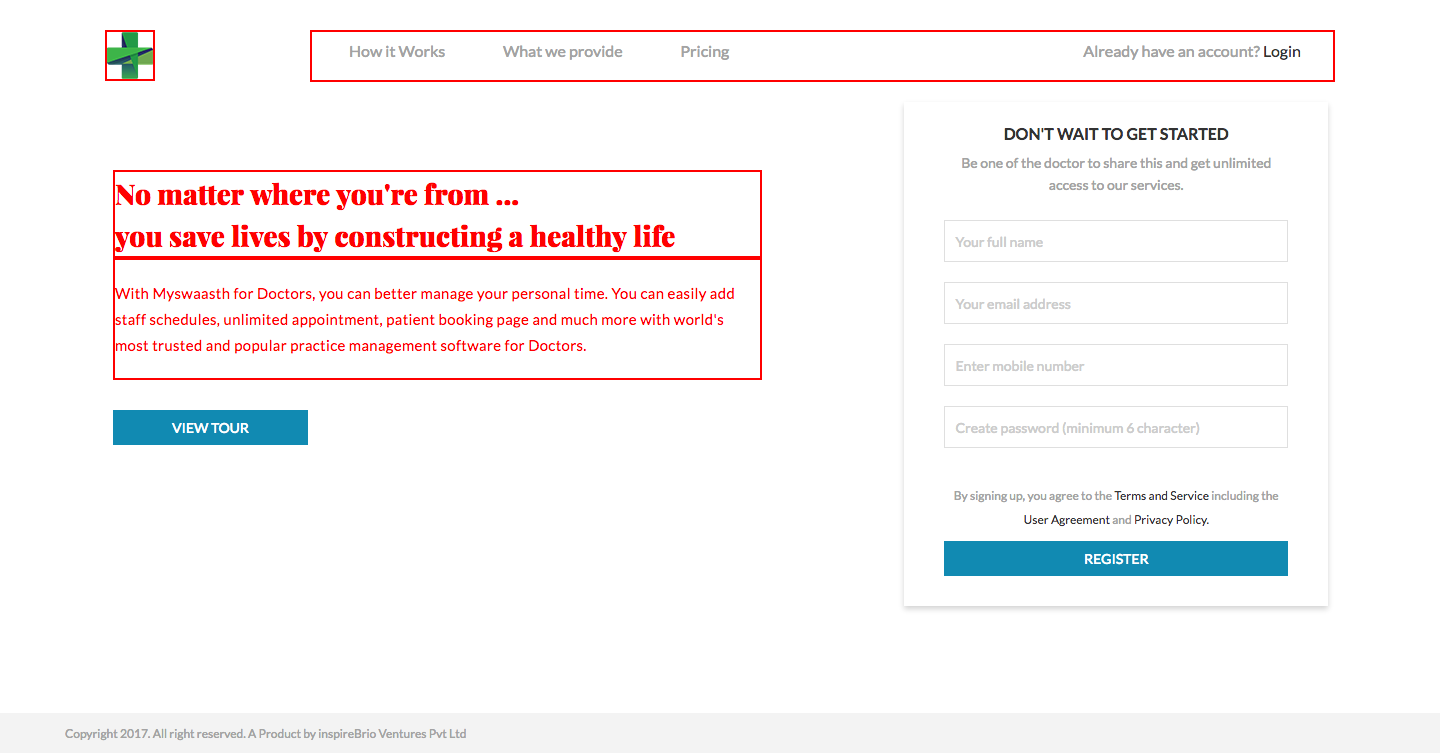 How it Works
What we provide
Pricing
Already have an account? Login
No matter where you're from ...
you save lives by constructing a healthy life
With Myswaasth for Doctors, you can better manage your personal time. You can easily add
staff schedules, unlimited appointment, patient booking page and much more with world's
most trusted and popular practice management software for Doctors.
VIEW TOUR
DON'T WAIT TO GET STARTED
Be one of the doctor to share this and get unlimited
access to our services.
Your full name
Your email address
Enter mobile number
Create password (minimum 6 character)
By signing up, you agree to the Terms and Service including the
User Agreement and Privacy Policy.
REGISTER
Copyright 2017. All right reserved. A Product by inspireBrio Ventures Pvt Ltd